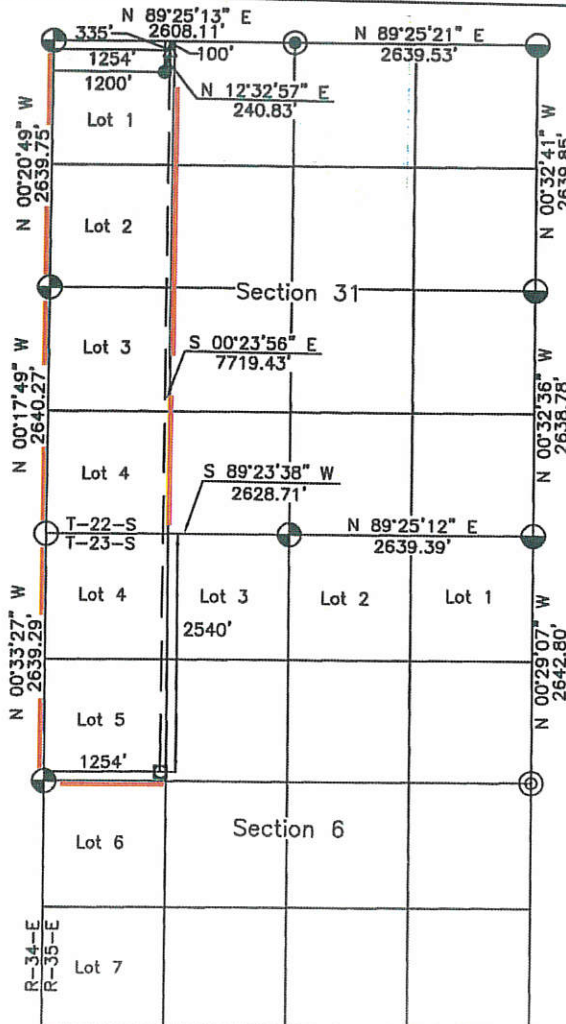 N 89°25'13" E
2608.11'
N 89°25'21" E
2639.53'
335'
100'
1254'
1200'
N 12°32'57" E
240.83'
Lot 1
N 00°20'49" W
2639.75'
N 00°32'41" W
2639.85'
Lot 2
Section 31
Lot 3
S 00°23'56" E
7719.43'
N 00°17'49" W
2640.27'
N 00°32'36" W
2638.78'
Lot 4
S 89°23'38" W
2628.71'
T-22-S
T-23-S
N 89°25'12" E
2639.39'
Lot 4
Lot 3
Lot 2
Lot 1
2540'
N 00°33'27" W
2639.29'
N 00°29'07" W
2642.80'
Lot 5
1254'
Lot 6
Section 6
R-34-E
R-35-E
Lot 7